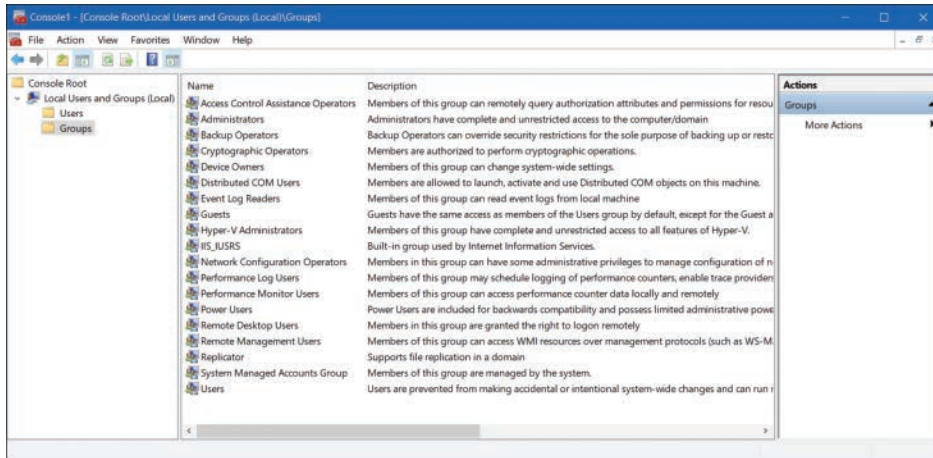 Console1 - [Console Root\Local Users and Groups (Local)\Groups]
File Action View Favorites Window Help
Console Root
Local Users and Groups (Local)
Users
Groups
Name Description
Access Control Assistance Operators Members of this group can remotely query authorization attributes and permissions for resou
Administrators Administrators have complete and unrestricted access to the computer/domain
Backup Operators Backup Operators can override security restrictions for the sole purpose of backing up or restc
Cryptographic Operators Members are authorized to perform cryptographic operations.
Device Owners Members of this group can change system-wide settings.
Distributed COM Users Members are allowed to launch, activate and use Distributed COM objects on this machine.
Event Log Readers Members of this group can read event logs from local machine
Guests Guests have the same access as members of the Users group by default, except for the Guest a
Hyper-V Administrators Members of this group have complete and unrestricted access to all features of Hyper-V.
IIS_IUSRS Built-in group used by Internet Information Services.
Network Configuration Operators Members in this group can have some administrative privileges to manage configuration of n
Performance Log Users Members of this group may schedule logging of performance counters, enable trace providers
Performance Monitor Users Members of this group can access performance counter data locally and remotely
Power Users Power Users are included for backwards compatibility and possess limited administrative powe
Remote Desktop Users Members in this group are granted the right to logon remotely
Remote Management Users Members of this group can access WMI resources over management protocols (such as WS-M
Replicator Supports file replication in a domain
System Managed Accounts Group Members of this group are managed by the system.
Users Users are prevented from making accidental or intentional system-wide changes and can run r
Actions
Groups
More Actions